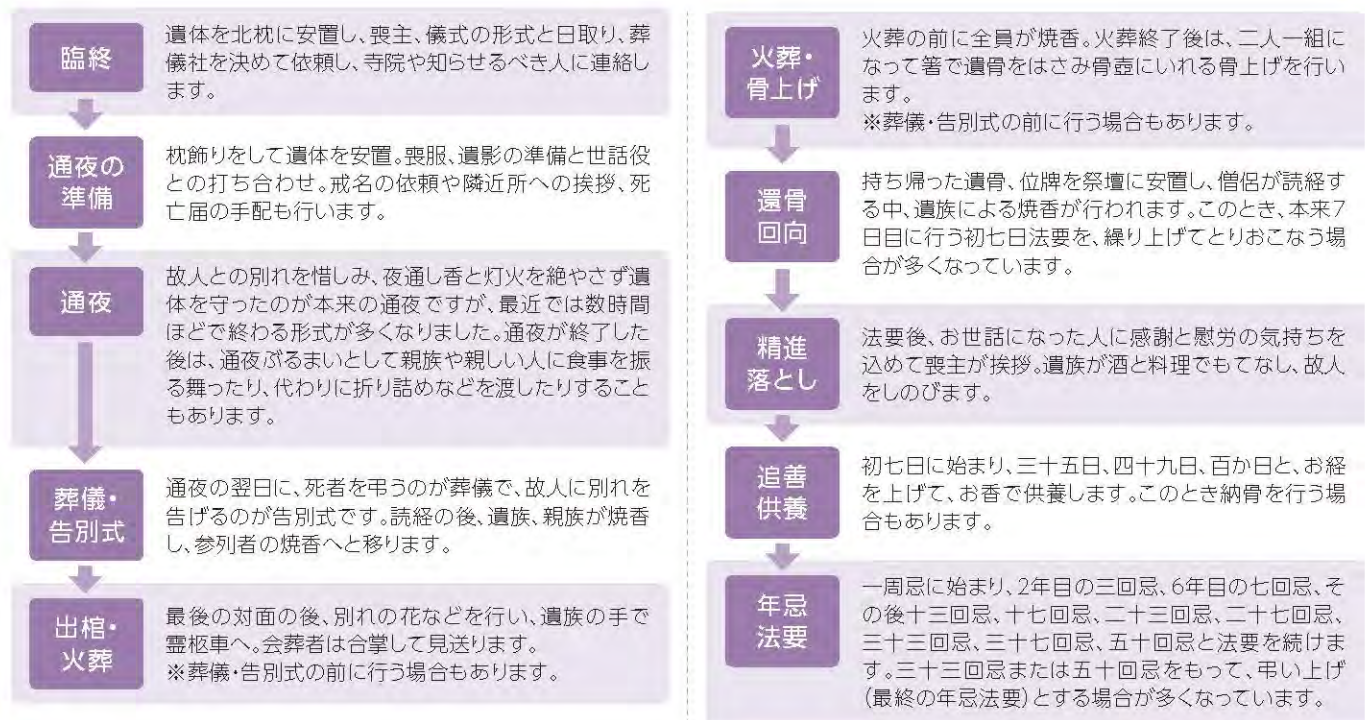 臨終
遺体を北枕に安置し、喪主、儀式の形式と日取り、葬
儀社を決めて依頼し、寺院や知らせるべき人に連絡し
ます。
通夜の
準備
枕飾りをして遺体を安置。喪服、遺影の準備と世話役
との打ち合わせ。戒名の依頼や隣近所への挨拶、死
亡届の手配も行います。
通夜
故人との別れを惜しみ、夜通し香と灯火を絶やさず遺
体を守ったのが本来の通夜ですが、最近では数時間
ほどで終わる形式が多くなりました。通夜が終了した
後は、通夜ぶるまいとして親族や親しい人に食事を振
る舞ったり、代わりに折り詰めなどを渡したりすること
もあります。
葬儀・
告別式
通夜の翌日に、死者を弔うのが葬儀で、故人に別れを
告げるのが告別式です。読経の後、遺族、親族が焼香
し、参列者の焼香へと移ります。
出棺・
火葬
最後の対面の後、別れの花などを行い、遺族の手で
霊柩車へ。会葬者は合掌して見送ります。
※葬儀・告別式の前に行う場合もあります。
火葬・
骨上げ
火葬の前に全員が焼香。火葬終了後は、二人一組に
なって箸で遺骨をはさみ骨壺にいれる骨上げを行い
ます。
※葬儀・告別式の前に行う場合もあります。
還骨
回向
持ち帰った遺骨、位牌を祭壇に安置し、僧侶が読経す
る中、遺族による焼香が行われます。このとき、本来7
日目に行う初七日法要を、繰り上げてとりおこなう場
合が多くなっています。
精進
落とし
法要後、お世話になった人に感謝と慰労の気持ちを
込めて喪主が挨拶。遺族が酒と料理でもてなし、故人
をしのびます。
追善
供養
初七日に始まり、三十五日、四十九日、百か日と、お経
を上げて、お香で供養します。このとき納骨を行う場
合もあります。
年忌
法要
一周忌に始まり、2年目の三回忌、6年目の七回忌、そ
の後十三回忌、十七回忌、二十三回忌、二十七回忌、
三十三回忌、三十七回忌、五十回忌と法要を続けま
す。三十三回忌または五十回忌をもって、弔い上げ
(最終の年忌法要)とする場合が多くなっています。